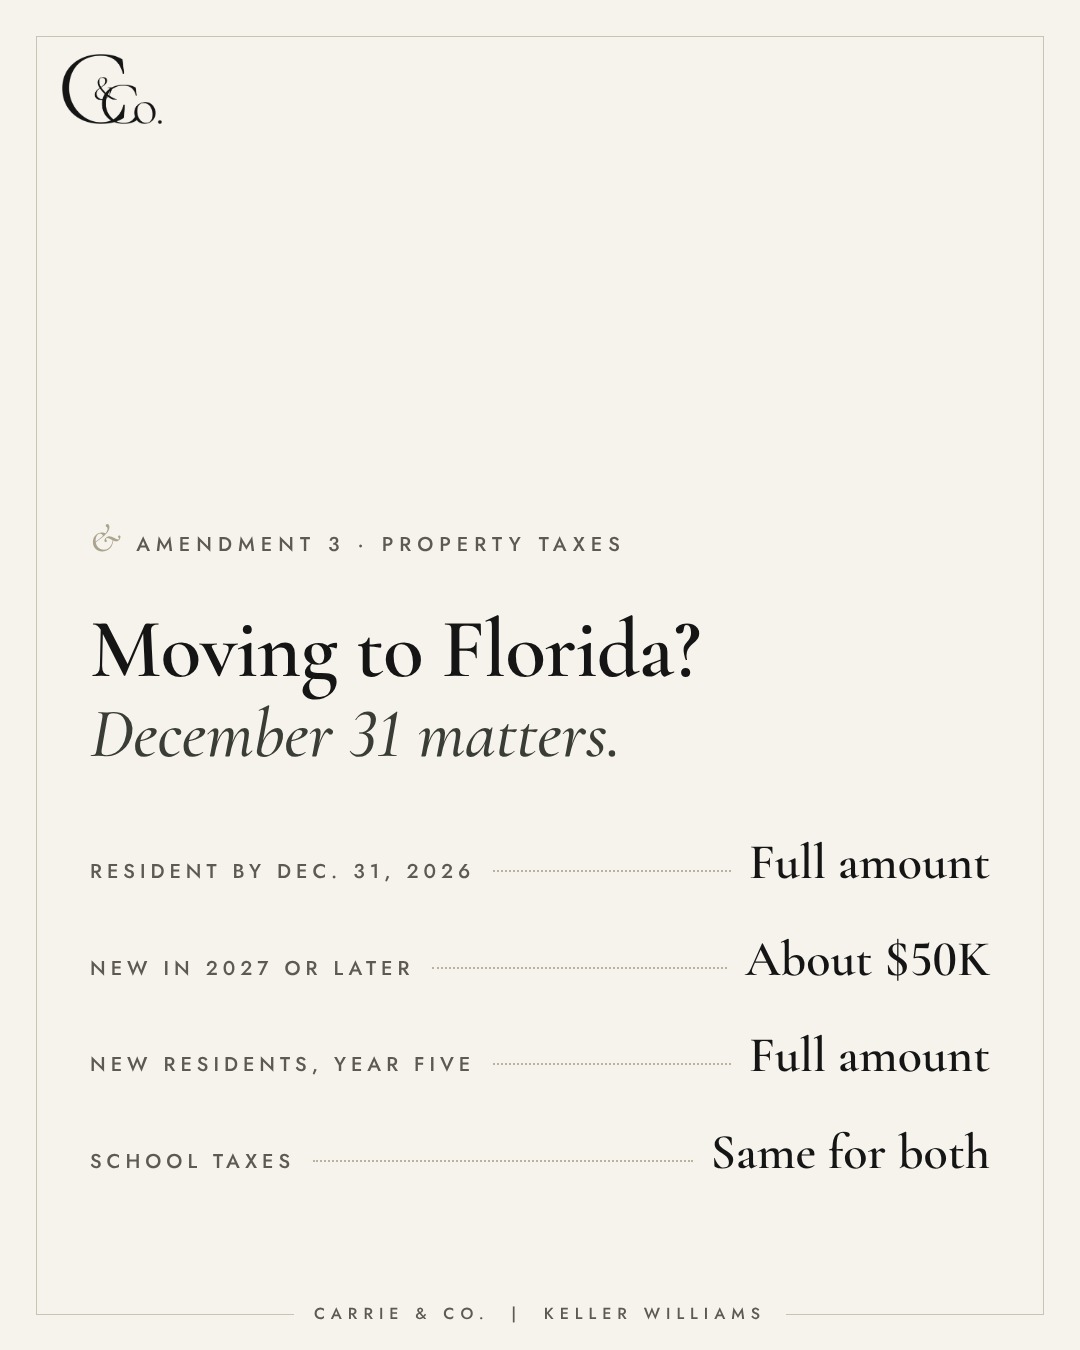 C&Co.
& AMENDMENT 3 · PROPERTY TAXES
Moving to Florida?
December 31 matters.
RESIDENT BY DEC. 31, 2026 Full amount
NEW IN 2027 OR LATER About $50K
NEW RESIDENTS, YEAR FIVE Full amount
SCHOOL TAXES Same for both
CARRIE & CO. | KELLER WILLIAMS